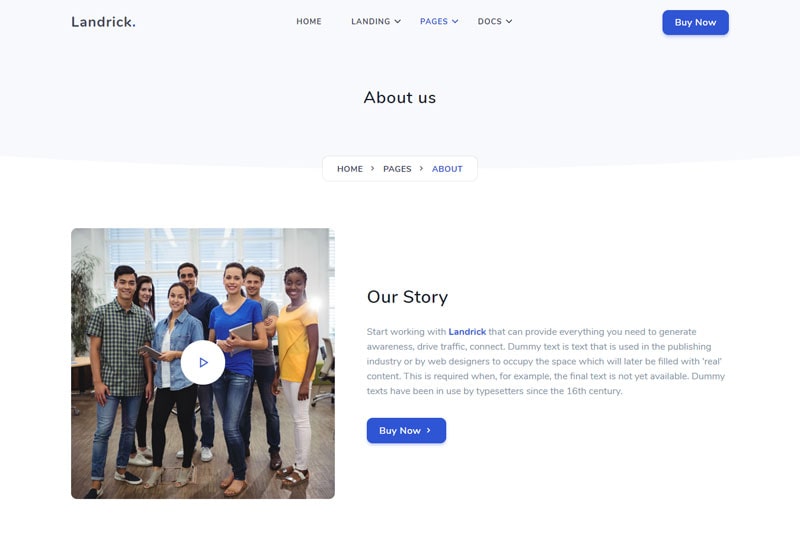 Landrick.
HOME
LANDING
PAGES
DOCS
Buy Now
About us
HOME > PAGES > ABOUT
Our Story
Start working with Landrick that can provide everything you need to generate
awareness, drive traffic, connect. Dummy text is text that is used in the publishing
industry or by web designers to occupy the space which will later be filled with 'real'
content. This is required when, for example, the final text is not yet available. Dummy
texts have been in use by typesetters since the 16th century.
Buy Now >